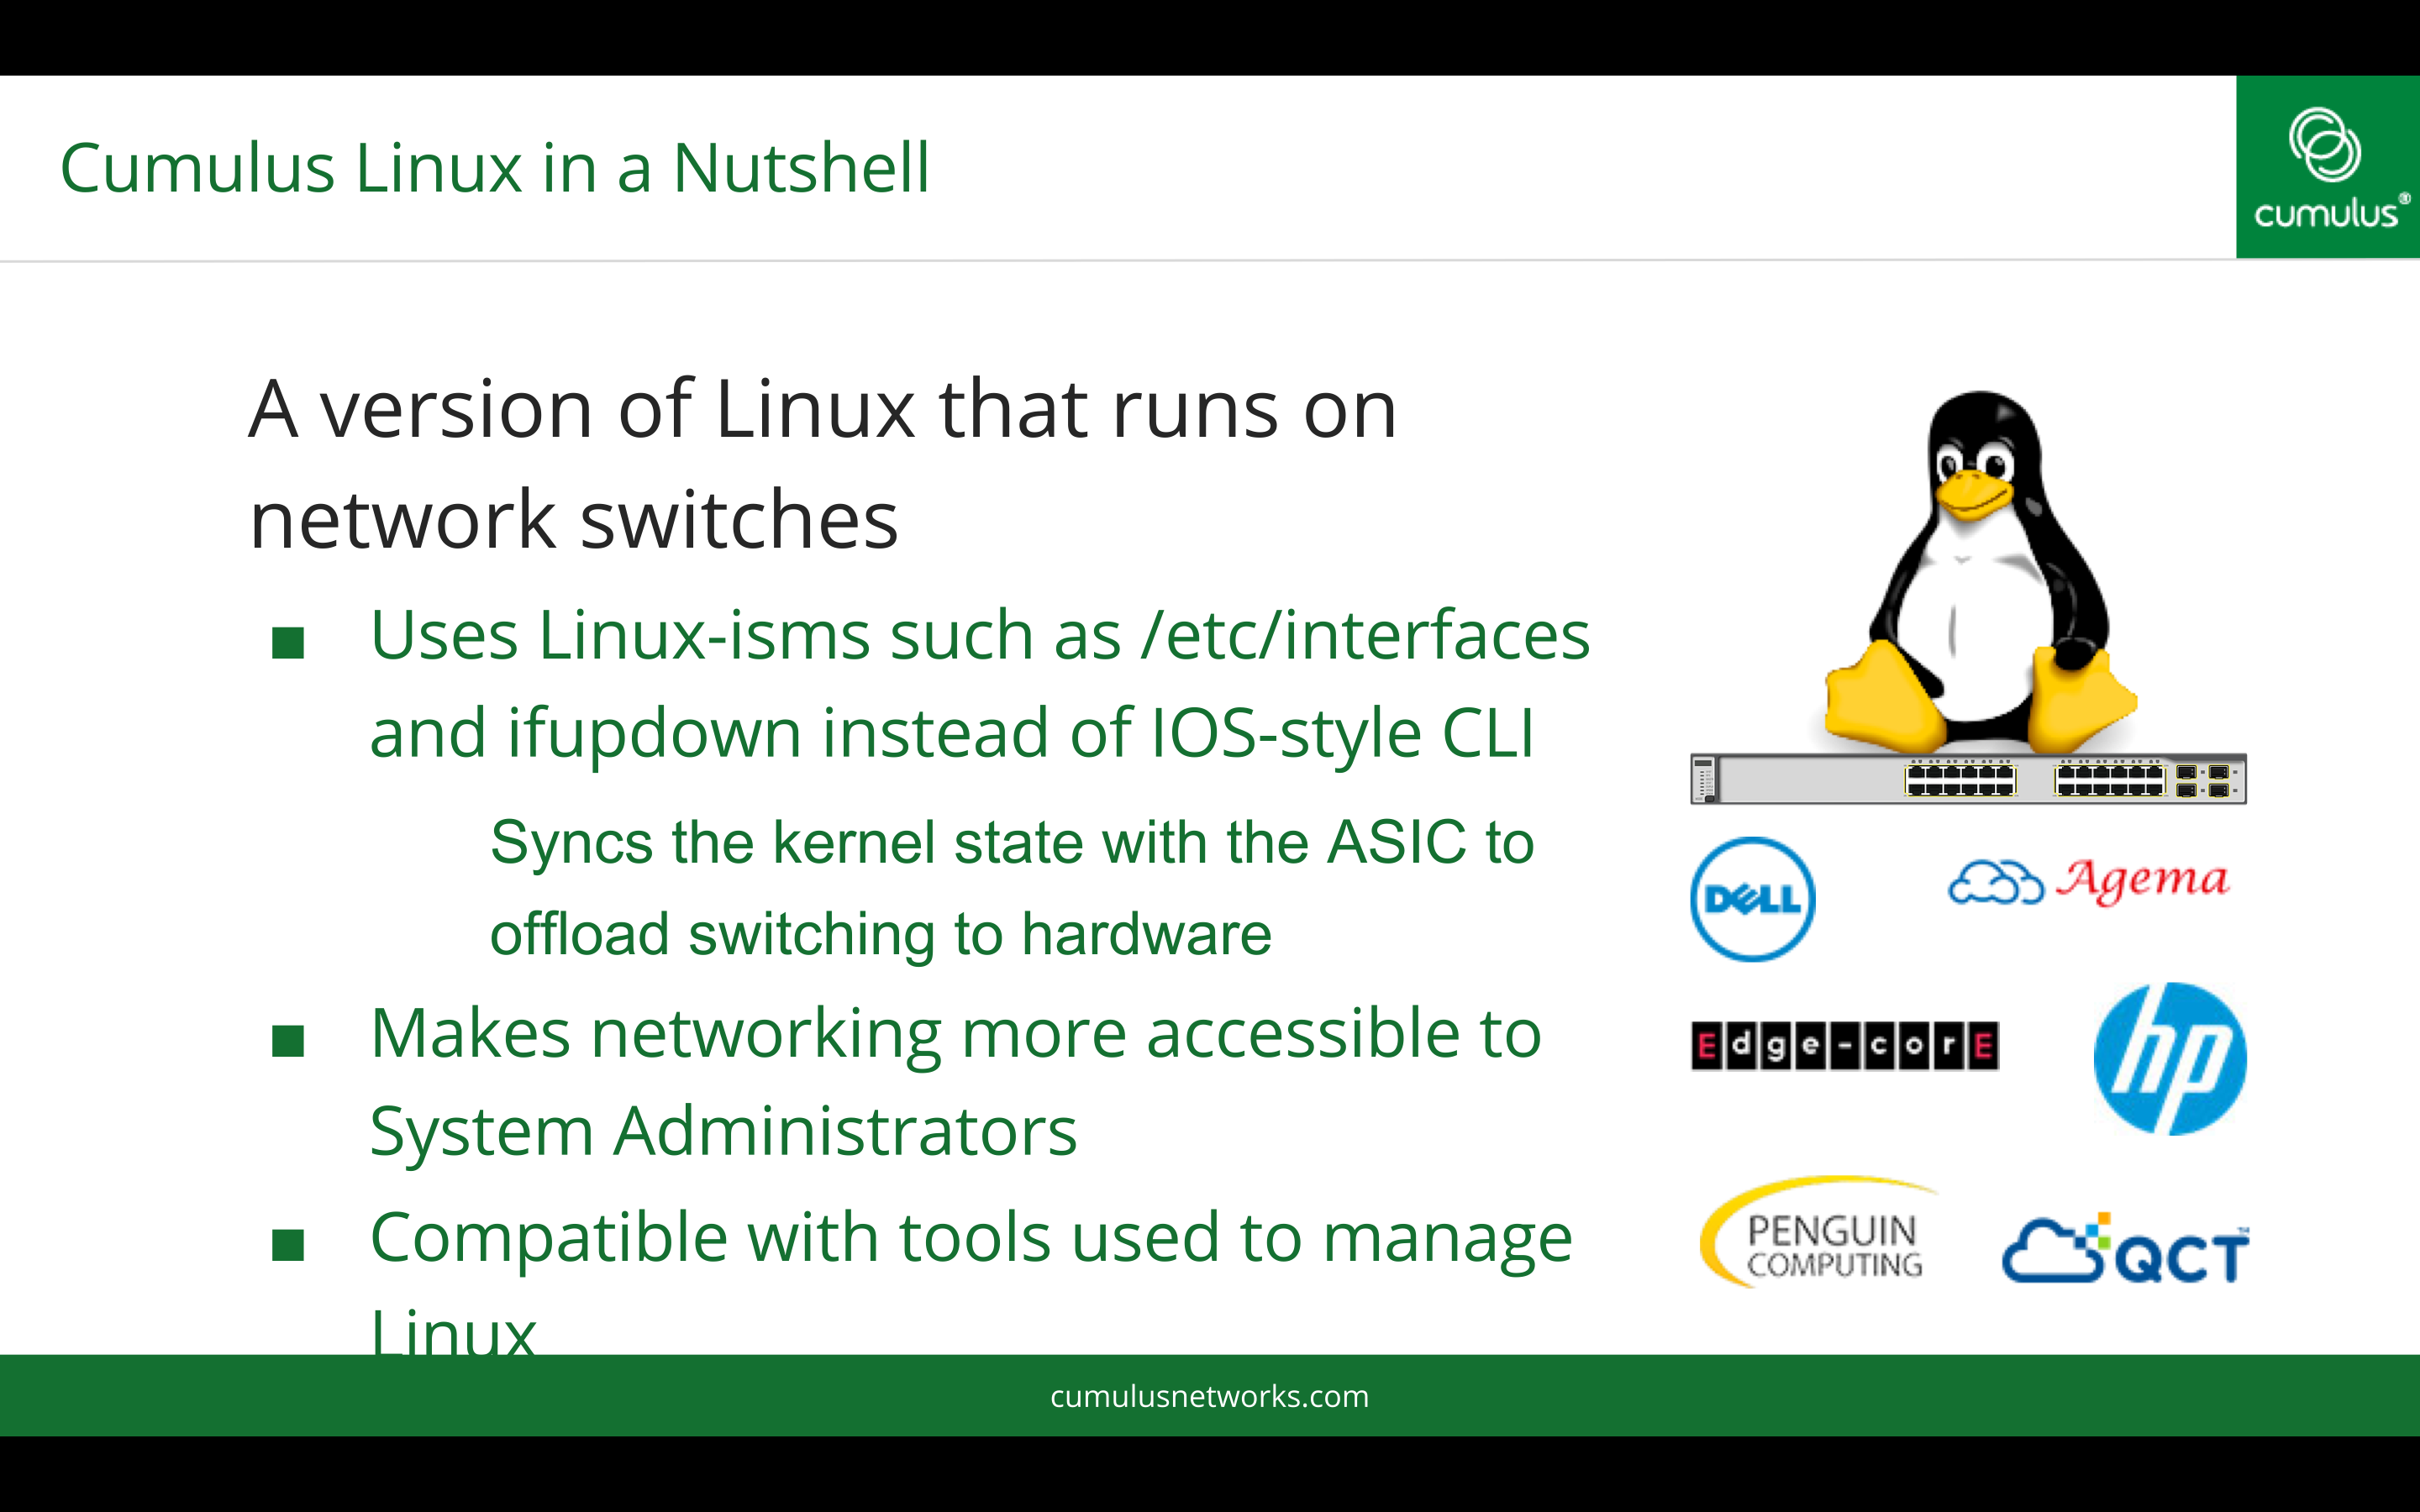 Cumulus Linux in a Nutshell
cumulus®
A version of Linux that runs on
network switches
■ Uses Linux-isms such as /etc/interfaces
and ifupdown instead of IOS-style CLI
Syncs the kernel state with the ASIC to
offload switching to hardware
■ Makes networking more accessible to
System Administrators
■ Compatible with tools used to manage
Linux
DELL
Agema
Edge-corE
hp
PENGUIN
COMPUTING
QCT™
cumulusnetworks.com